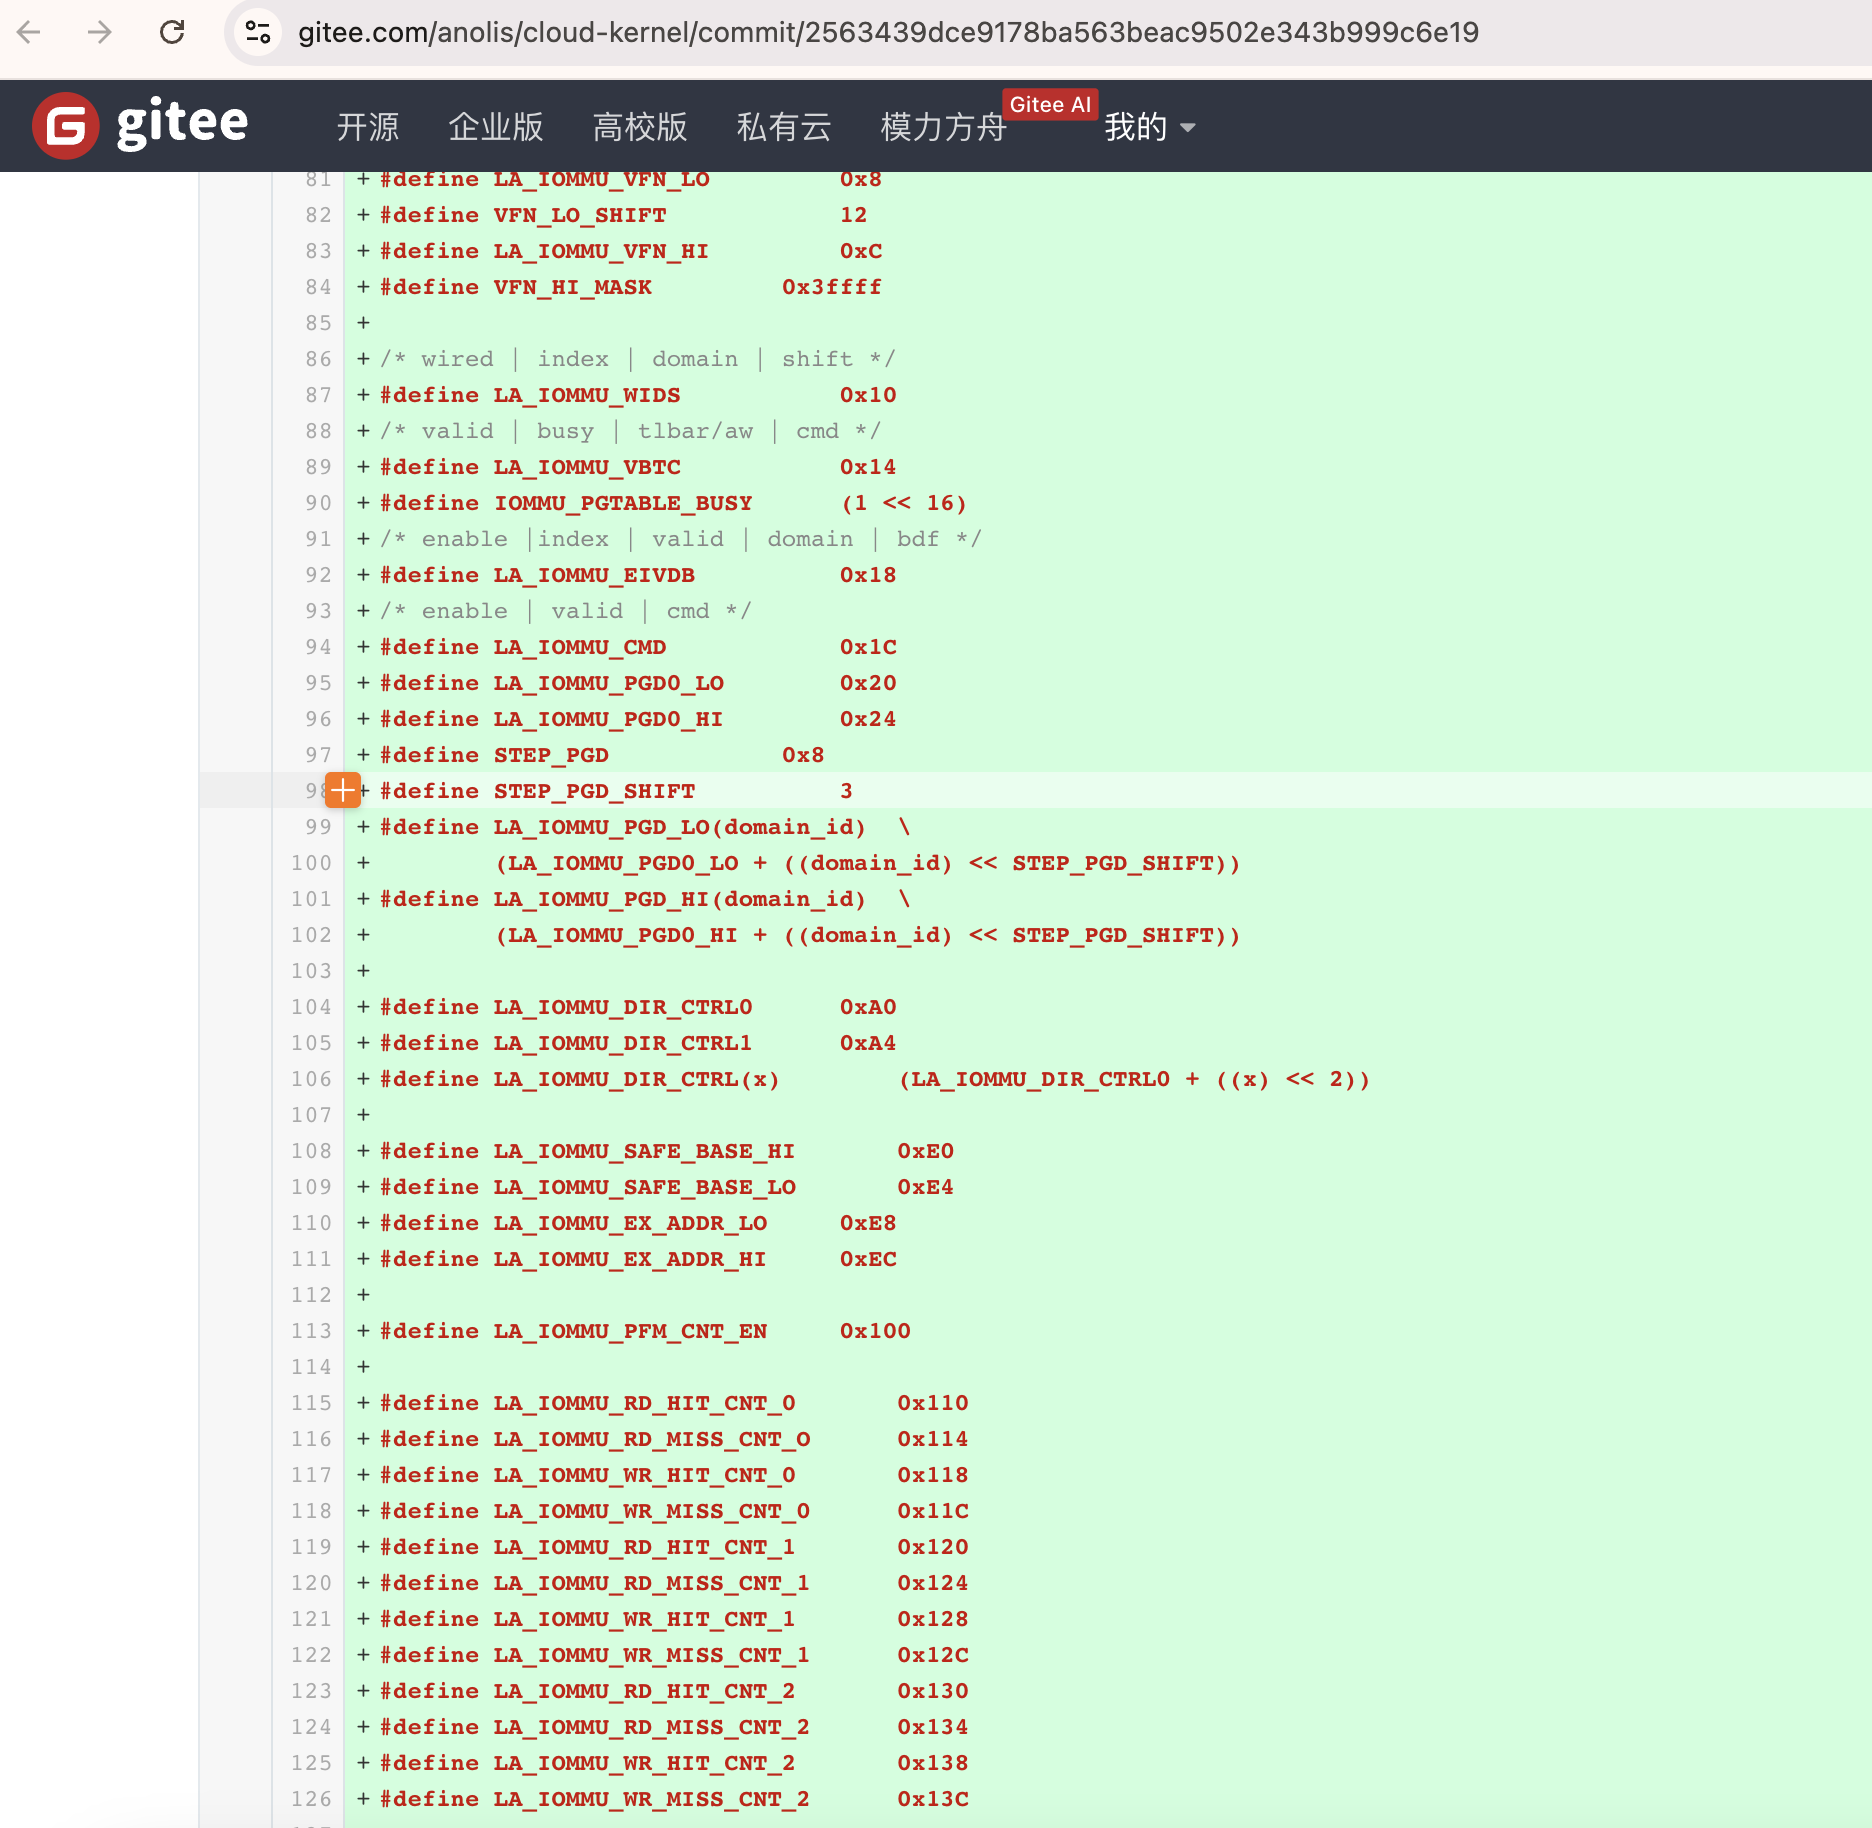 gitee.com/anolis/cloud-kernel/commit/2563439dce9178ba563beac9502e343b999c6e19
G gitee 开源 企业版 高校版 私有云 模力方舟 Gitee AI 我的
81 + #define LA_IOMMU_VFN_LO 0x8
82 + #define VFN_LO_SHIFT 12
83 + #define LA_IOMMU_VFN_HI 0xC
84 + #define VFN_HI_MASK 0x3ffff
85 +
86 + /* wired | index | domain | shift */
87 + #define LA_IOMMU_WIDS 0x10
88 + /* valid | busy | tlbar/aw | cmd */
89 + #define LA_IOMMU_VBTC 0x14
90 + #define IOMMU_PGTABLE_BUSY (1 << 16)
91 + /* enable |index | valid | domain | bdf */
92 + #define LA_IOMMU_EIVDB 0x18
93 + /* enable | valid | cmd */
94 + #define LA_IOMMU_CMD 0x1C
95 + #define LA_IOMMU_PGD0_LO 0x20
96 + #define LA_IOMMU_PGD0_HI 0x24
97 + #define STEP_PGD 0x8
98 + #define STEP_PGD_SHIFT 3
99 + #define LA_IOMMU_PGD_LO(domain_id) \
100 + (LA_IOMMU_PGD0_LO + ((domain_id) << STEP_PGD_SHIFT))
101 + #define LA_IOMMU_PGD_HI(domain_id) \
102 + (LA_IOMMU_PGD0_HI + ((domain_id) << STEP_PGD_SHIFT))
103 +
104 + #define LA_IOMMU_DIR_CTRL0 0xA0
105 + #define LA_IOMMU_DIR_CTRL1 0xA4
106 + #define LA_IOMMU_DIR_CTRL(x) (LA_IOMMU_DIR_CTRL0 + ((x) << 2))
107 +
108 + #define LA_IOMMU_SAFE_BASE_HI 0xE0
109 + #define LA_IOMMU_SAFE_BASE_LO 0xE4
110 + #define LA_IOMMU_EX_ADDR_LO 0xE8
111 + #define LA_IOMMU_EX_ADDR_HI 0xEC
112 +
113 + #define LA_IOMMU_PFM_CNT_EN 0x100
114 +
115 + #define LA_IOMMU_RD_HIT_CNT_0 0x110
116 + #define LA_IOMMU_RD_MISS_CNT_O 0x114
117 + #define LA_IOMMU_WR_HIT_CNT_0 0x118
118 + #define LA_IOMMU_WR_MISS_CNT_0 0x11C
119 + #define LA_IOMMU_RD_HIT_CNT_1 0x120
120 + #define LA_IOMMU_RD_MISS_CNT_1 0x124
121 + #define LA_IOMMU_WR_HIT_CNT_1 0x128
122 + #define LA_IOMMU_WR_MISS_CNT_1 0x12C
123 + #define LA_IOMMU_RD_HIT_CNT_2 0x130
124 + #define LA_IOMMU_RD_MISS_CNT_2 0x134
125 + #define LA_IOMMU_WR_HIT_CNT_2 0x138
126 + #define LA_IOMMU_WR_MISS_CNT_2 0x13C